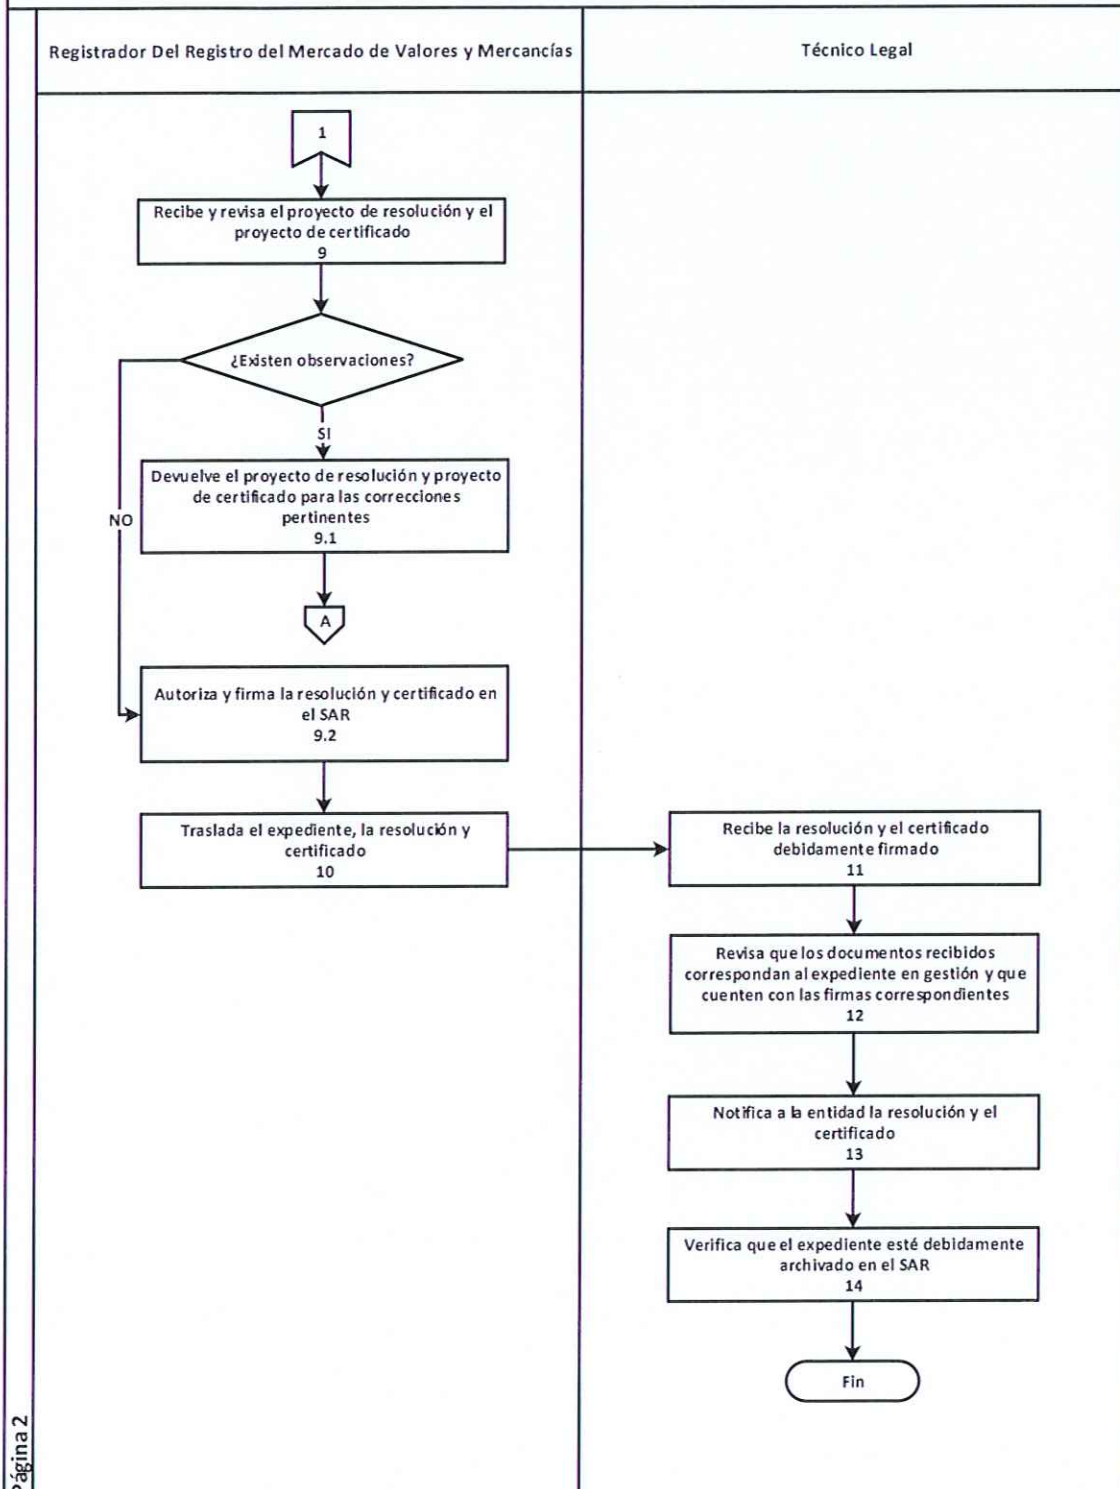 Registrador Del Registro del Mercado de Valores y Mercancías
Técnico Legal
1
Recibe y revisa el proyecto de resolución y el
proyecto de certificado
9
¿Existen observaciones?
SI
Devuelve el proyecto de resolución y proyecto
de certificado para las correcciones
pertinentes
9.1
NO
A
Autoriza y firma la resolución y certificado en
el SAR
9.2
Traslada el expediente, la resolución y
certificado
10
Recibe la resolución y el certificado
debidamente firmado
11
Revisa que los documentos recibidos
correspondan al expediente en gestión y que
cuenten con las firmas correspondientes
12
Notifica a la entidad la resolución y el
certificado
13
Verifica que el expediente esté debidamente
archivado en el SAR
14
Fin
Página 2